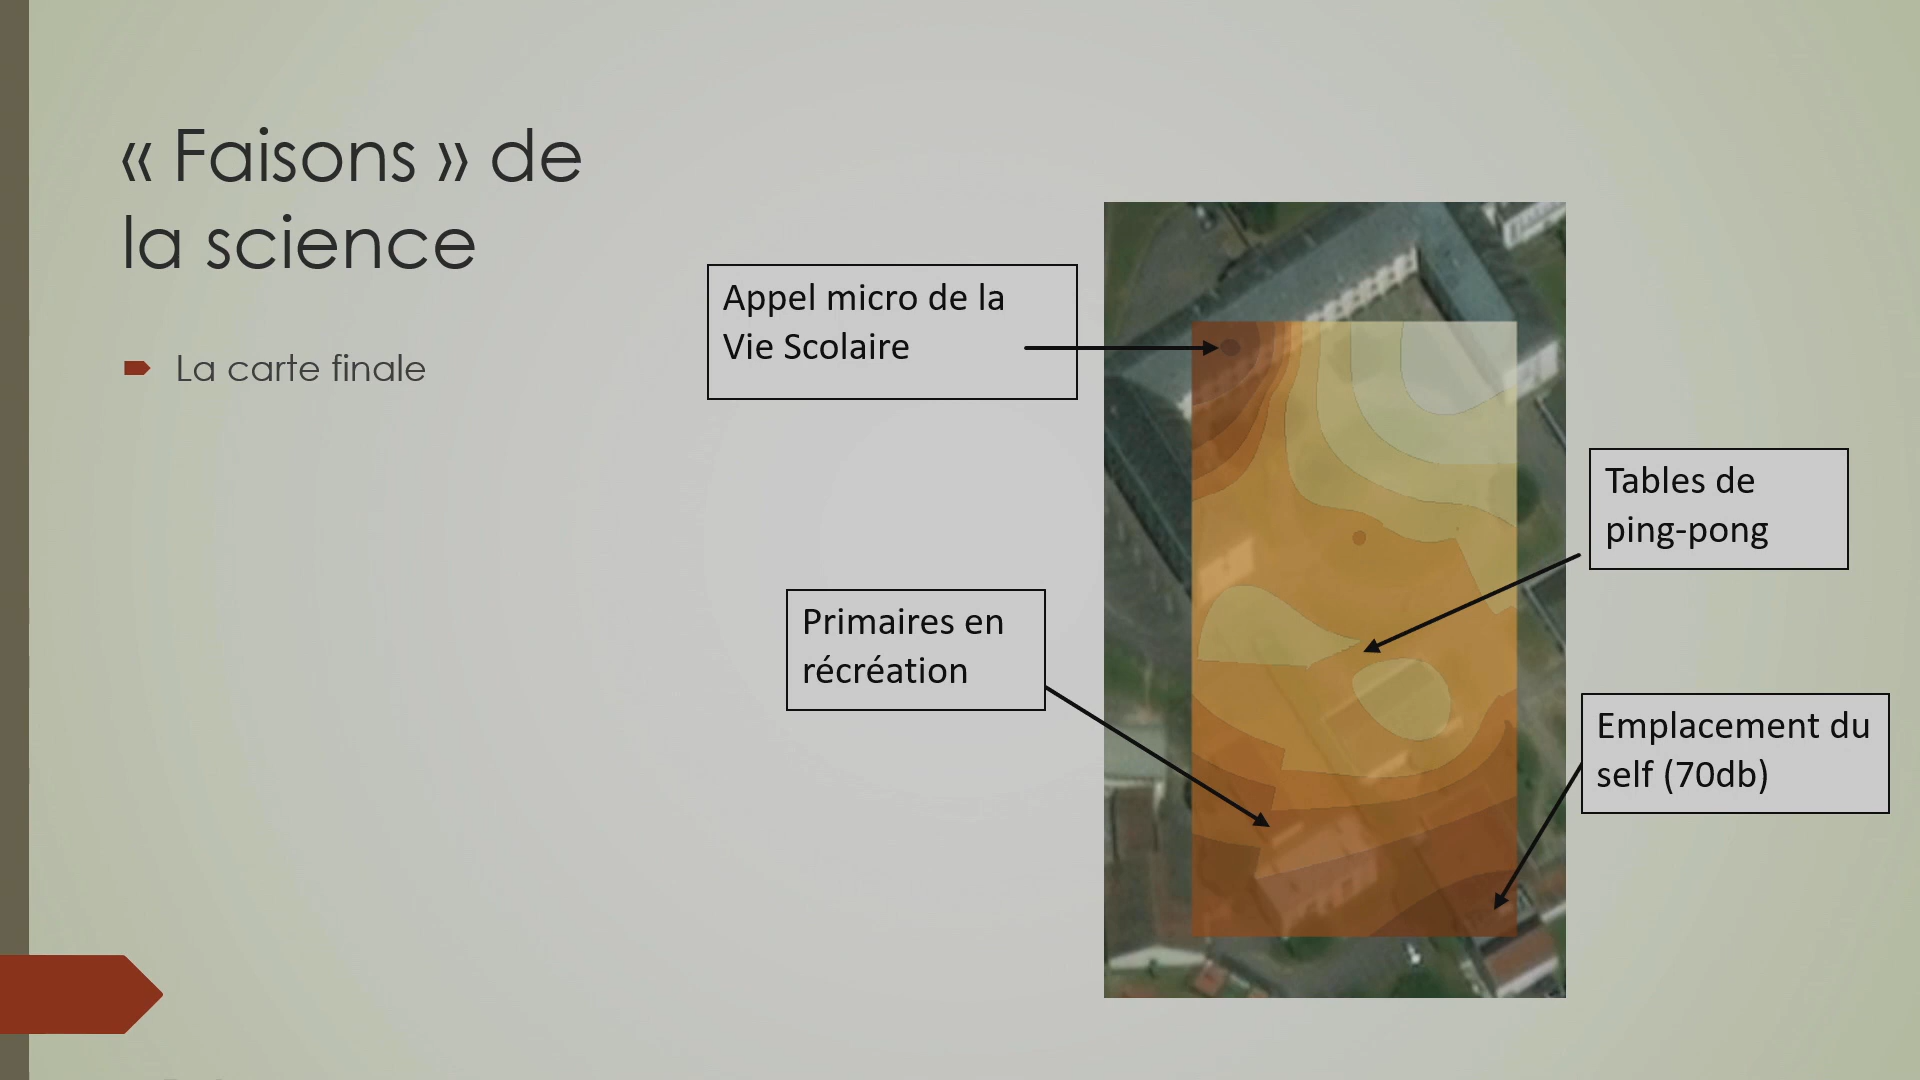 « Faisons » de
la science
La carte finale
Appel micro de la
Vie Scolaire
Tables de
ping-pong
Primaires en
récréation
Emplacement du
self (70db)